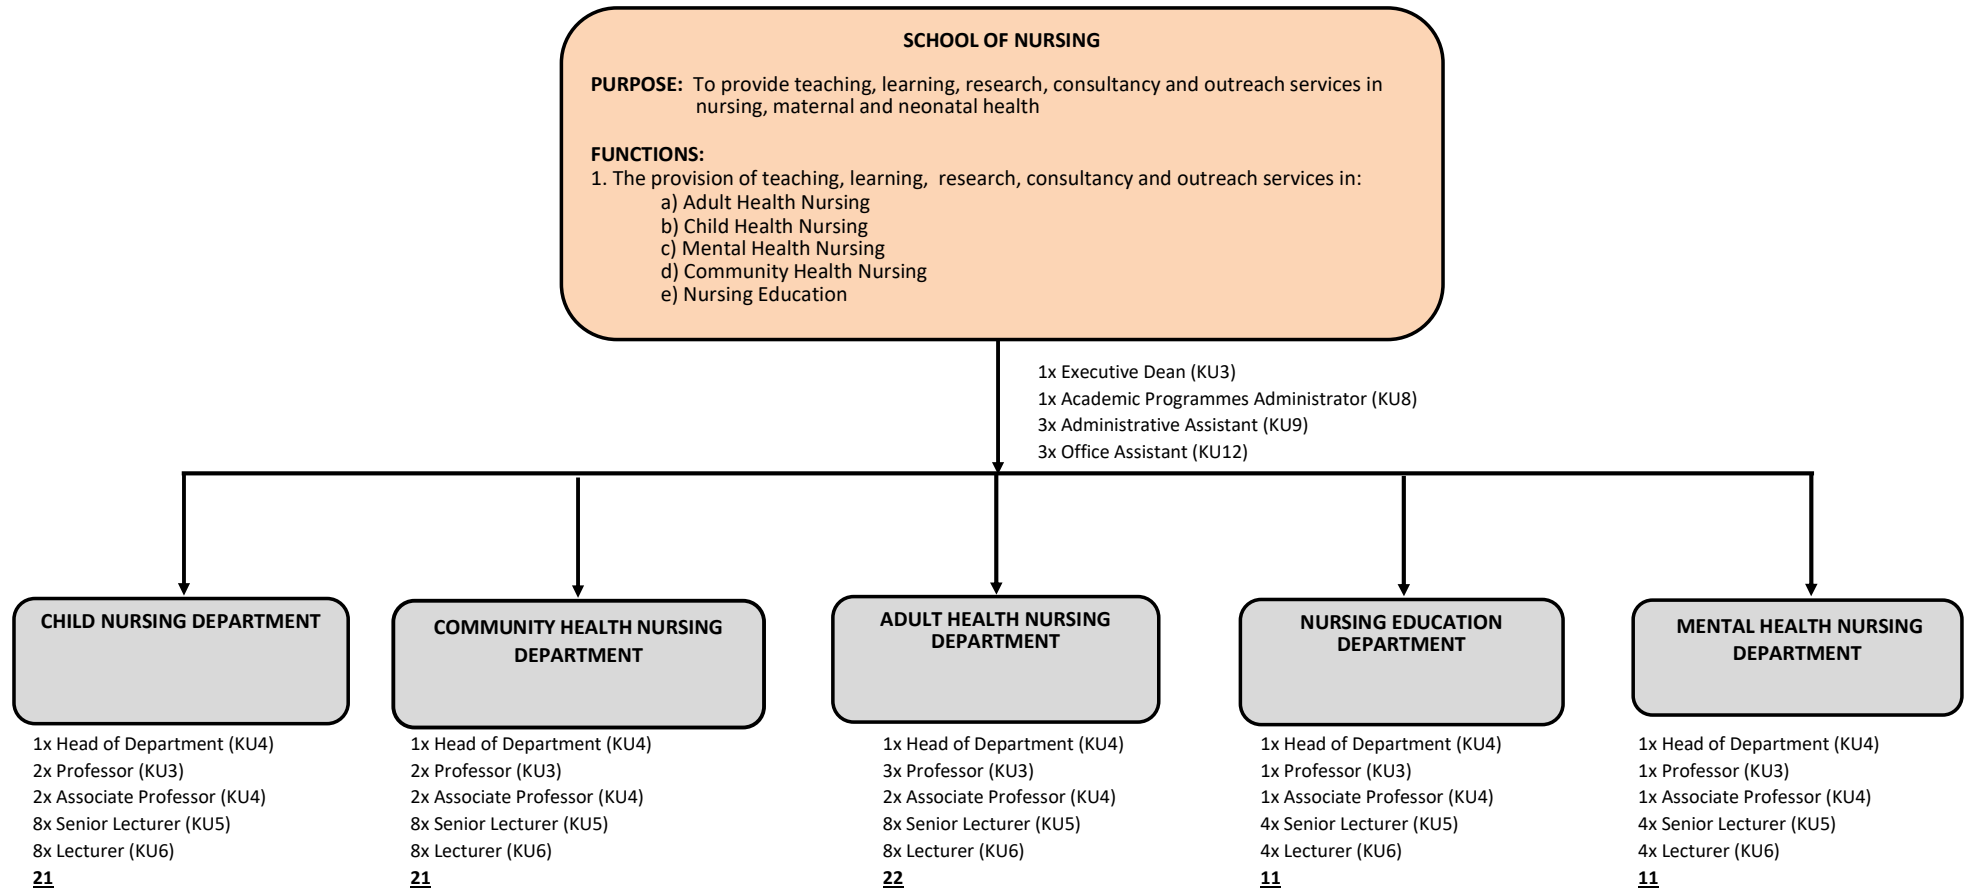 SCHOOL OF NURSING
PURPOSE: To provide teaching, learning, research, consultancy and outreach services in
nursing, maternal and neonatal health
FUNCTIONS:
1. The provision of teaching, learning, research, consultancy and outreach services in:
a) Adult Health Nursing
b) Child Health Nursing
c) Mental Health Nursing
d) Community Health Nursing
e) Nursing Education
1x Executive Dean (KU3)
1x Academic Programmes Administrator (KU8)
3x Administrative Assistant (KU9)
3x Office Assistant (KU12)
CHILD NURSING DEPARTMENT
1x Head of Department (KU4)
2x Professor (KU3)
2x Associate Professor (KU4)
8x Senior Lecturer (KU5)
8x Lecturer (KU6)
21
COMMUNITY HEALTH NURSING
DEPARTMENT
1x Head of Department (KU4)
2x Professor (KU3)
2x Associate Professor (KU4)
8x Senior Lecturer (KU5)
8x Lecturer (KU6)
21
ADULT HEALTH NURSING
DEPARTMENT
1x Head of Department (KU4)
3x Professor (KU3)
2x Associate Professor (KU4)
8x Senior Lecturer (KU5)
8x Lecturer (KU6)
22
NURSING EDUCATION
DEPARTMENT
1x Head of Department (KU4)
1x Professor (KU3)
1x Associate Professor (KU4)
4x Senior Lecturer (KU5)
4x Lecturer (KU6)
11
MENTAL HEALTH NURSING
DEPARTMENT
1x Head of Department (KU4)
1x Professor (KU3)
1x Associate Professor (KU4)
4x Senior Lecturer (KU5)
4x Lecturer (KU6)
11